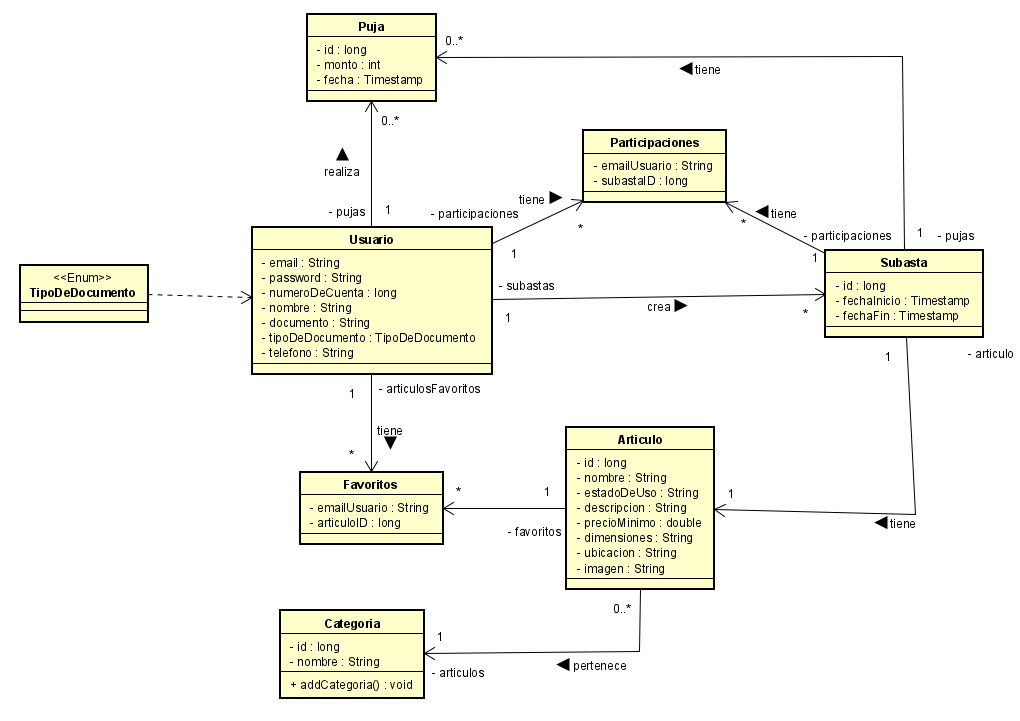 Puja
- id : long
- monto : int
- fecha : Timestamp
0..*
tiene
0..*
realiza
- pujas
1
Participaciones
- emailUsuario : String
- subastaID : long
tiene
- participaciones
1
*
tiene
*
- participaciones
1
1
- pujas
<<Enum>>
TipoDeDocumento
Usuario
- email : String
- password : String
- numeroDeCuenta : long
- nombre : String
- documento : String
- tipoDeDocumento : TipoDeDocumento
- telefono : String
- subastas
1
crea
*
Subasta
- id : long
- fechaInicio : Timestamp
- fechaFin : Timestamp
1
- articulo
1
- articulosFavoritos
tiene
*
Favoritos
- emailUsuario : String
- articuloID : long
*
1
- favoritos
Articulo
- id : long
- nombre : String
- estadoDeUso : String
- descripcion : String
- precioMinimo : double
- dimensiones : String
- ubicacion : String
- imagen : String
1
tiene
0..*
Categoria
- id : long
- nombre : String
+ addCategoria() : void
1
- articulos
pertenece